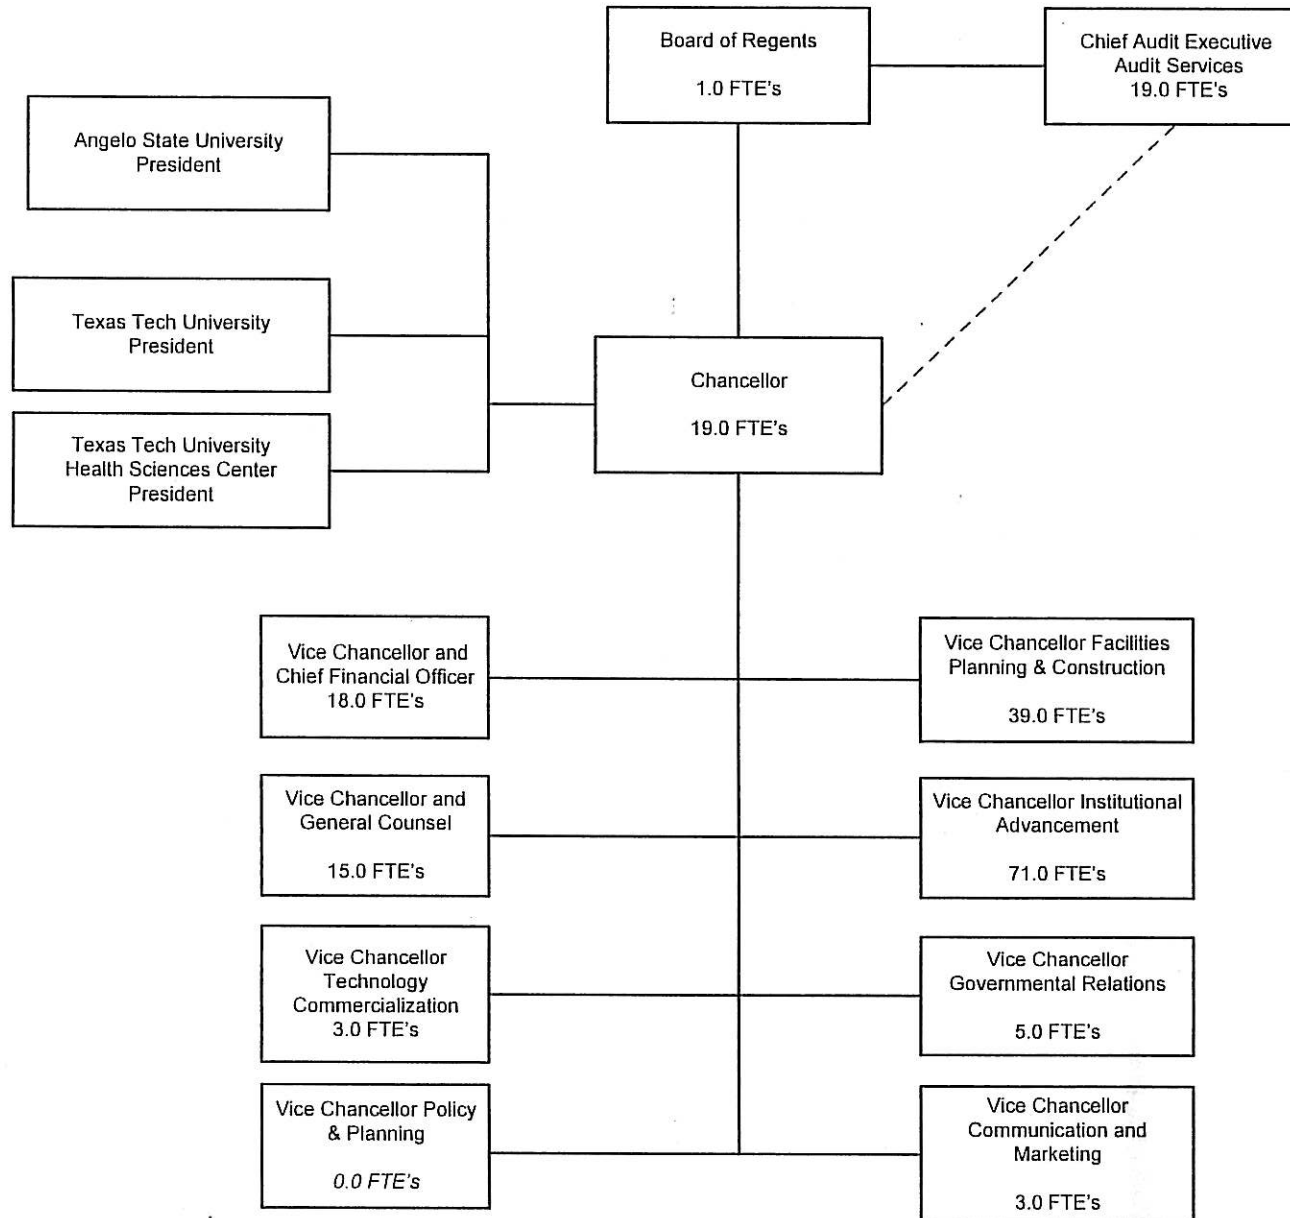 Board of Regents
1.0 FTE's
Chief Audit Executive
Audit Services
19.0 FTE's
Angelo State University
President
Texas Tech University
President
Texas Tech University
Health Sciences Center
President
Chancellor
19.0 FTE's
Vice Chancellor and
Chief Financial Officer
18.0 FTE's
Vice Chancellor Facilities
Planning & Construction
39.0 FTE's
Vice Chancellor and
General Counsel
15.0 FTE's
Vice Chancellor Institutional
Advancement
71.0 FTE's
Vice Chancellor
Technology
Commercialization
3.0 FTE's
Vice Chancellor
Governmental Relations
5.0 FTE's
Vice Chancellor Policy
& Planning
0.0 FTE's
Vice Chancellor
Communication and
Marketing
3.0 FTE's